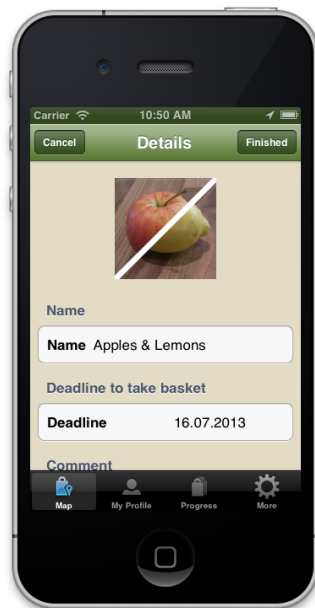 Carrier 10:50 AM
Cancel Details Finished
Name
Name Apples & Lemons
Deadline to take basket
Deadline 16.07.2013
Comment
Map My Profile Progress More